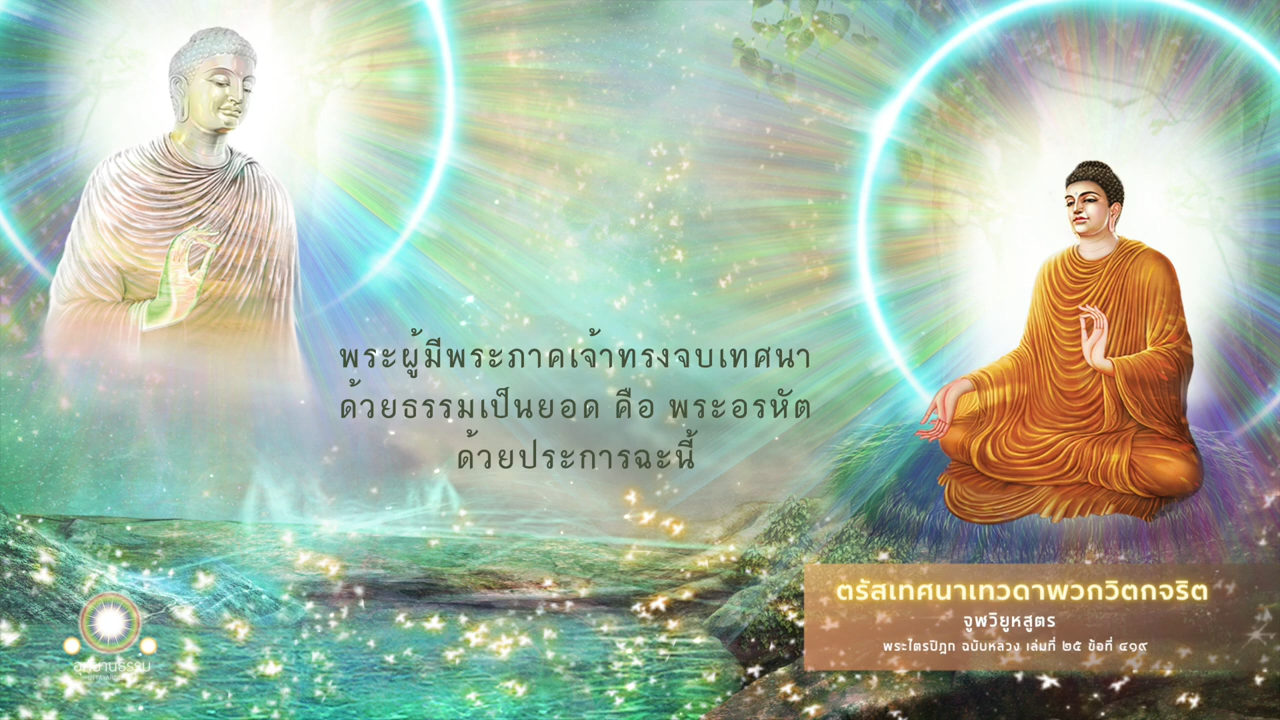 พระผู้มีพระภาคเจ้าทรงจบเทศนา
ด้วยธรรมเป็นยอด คือ พระอรหัต
ด้วยประการฉะนี้
ตรัสเทศนาเทวดาพวกวิตกจริต
จูฬวิยูหสูตร
พระไตรปิฎก ฉบับหลวง เล่มที่ ๒๕ ข้อที่ ๔๑๙